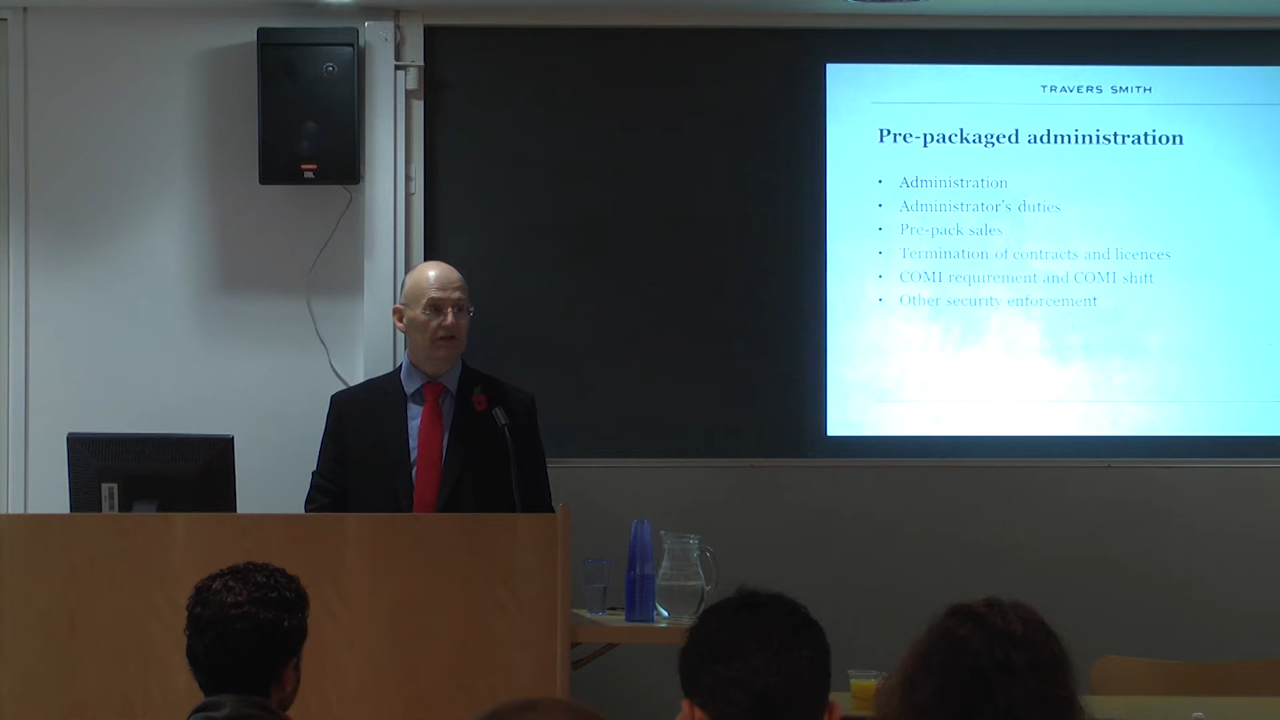 TRAVERS SMITH
Pre-packaged administration
• Administration
• Administrator's duties
• Pre-pack sales
• Termination of contracts and licences
• COMI requirement and COMI shift
• Other security enforcement
JBL